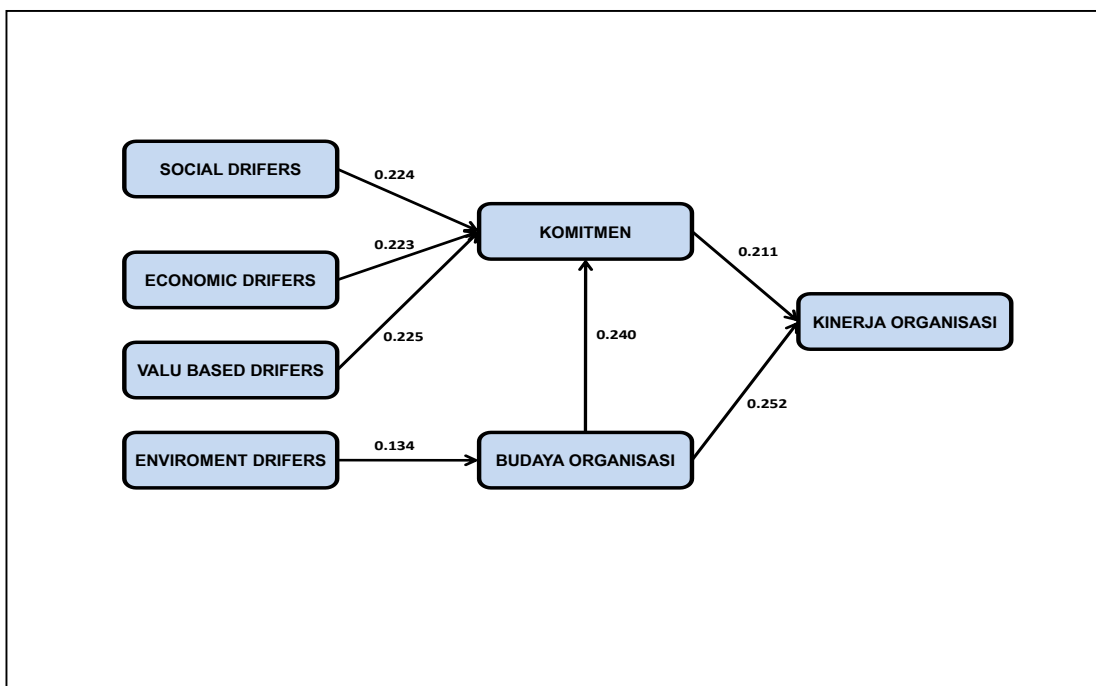 SOCIAL DRIFERS
0.224
KOMITMEN
0.223
0.211
ECONOMIC DRIFERS
KINERJA ORGANISASI
0.225
0.240
VALU BASED DRIFERS
0.252
ENVIROMENT DRIFERS
0.134
BUDAYA ORGANISASI